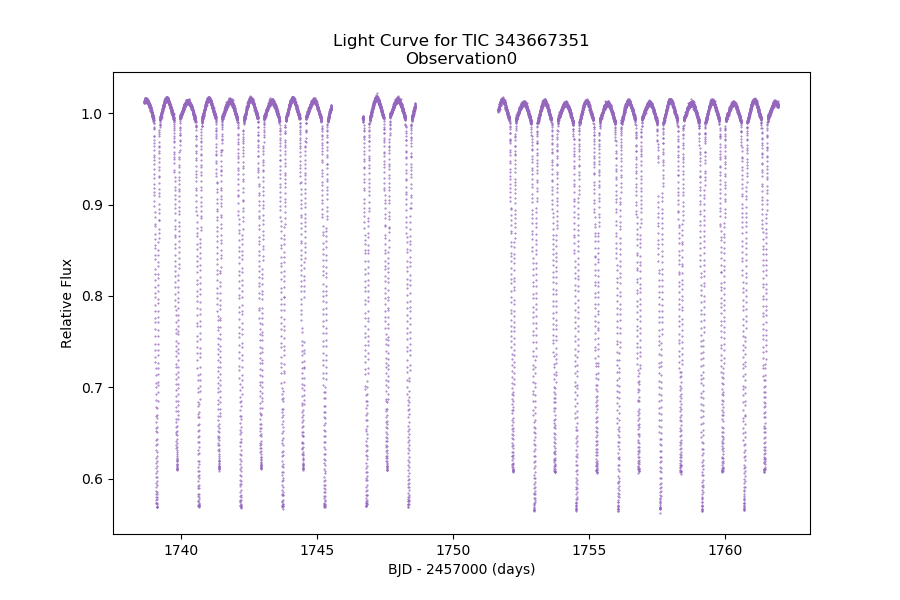 Light Curve for TIC 343667351
Observation0
1.0
0.9
0.8
0.7
0.6
Relative Flux
1740
1745
1750
1755
1760
BJD - 2457000 (days)